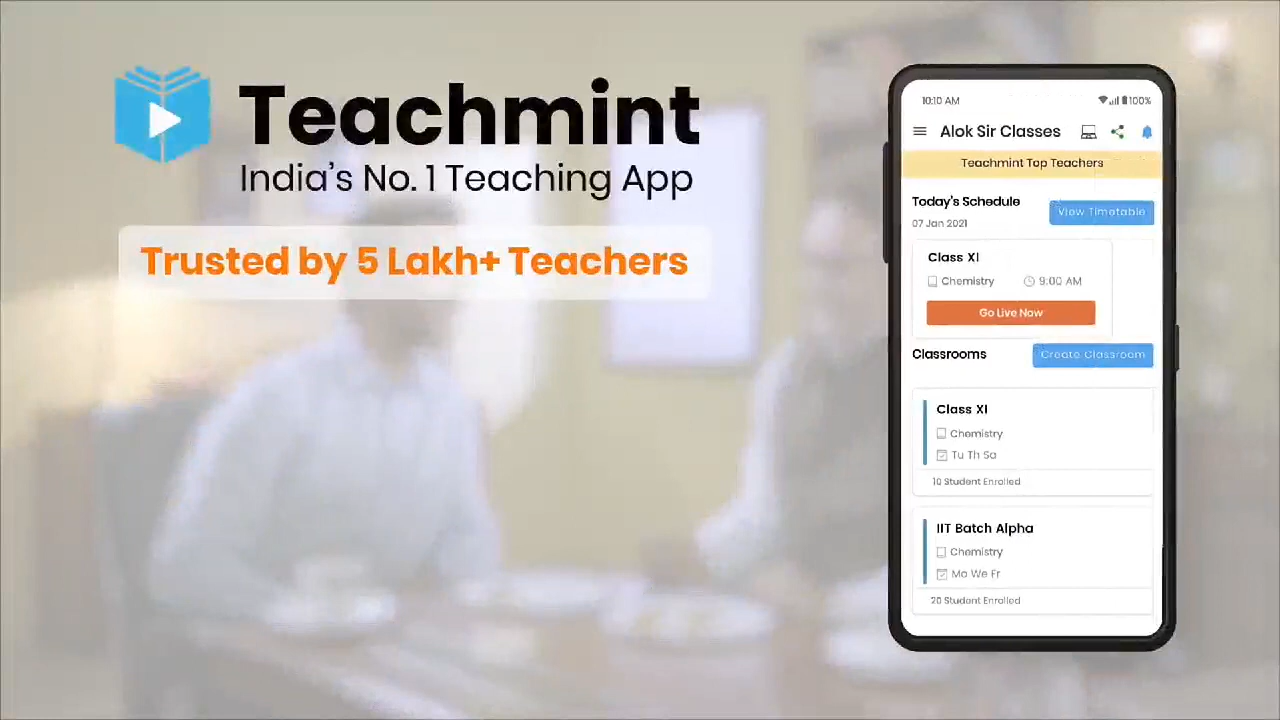 Teachmint
India's No. 1 Teaching App
Trusted by 5 Lakh+ Teachers
10:10 AM
100%
Alok Sir Classes
Teachmint Top Teachers
Today's Schedule
View Timetable
07 Jan 2021
Class XI
Chemistry
9:00 AM
Go Live Now
Classrooms
Create Classroom
Class XI
Chemistry
Tu Th Sa
10 Student Enrolled
IIT Batch Alpha
Chemistry
Mo We Fr
20 Student Enrolled